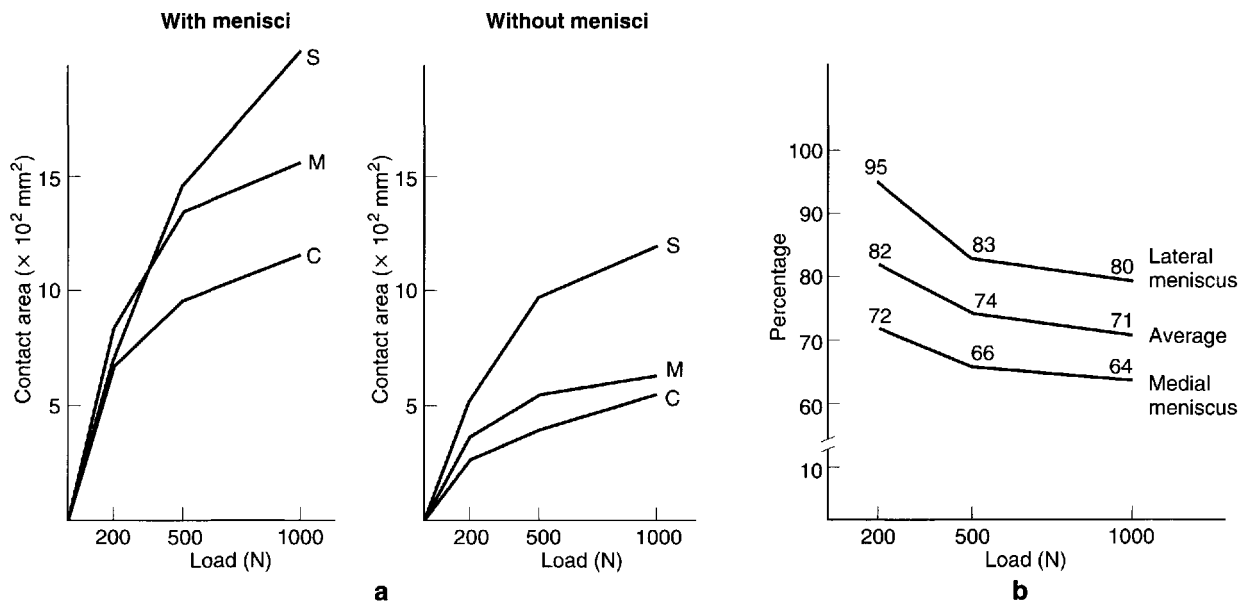 With menisci
Contact area (× 10² mm²)
15
10
5
S
M
C
200 500 1000
Load (N)
Without menisci
Contact area (× 10² mm²)
15
10
5
S
M
C
200 500 1000
Load (N)
a
Percentage
100
90
80
70
60
10
95
83
80
Lateral
meniscus
82
74
71
Average
72
66
64
Medial
meniscus
200 500 1000
Load (N)
b